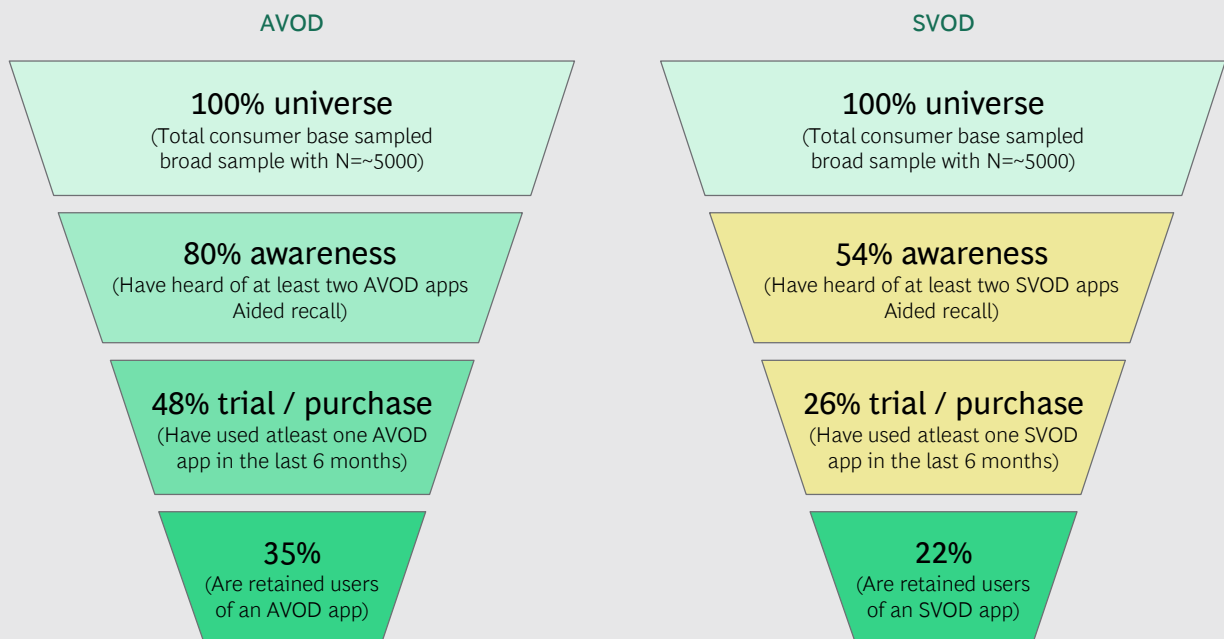 AVOD
100% universe
(Total consumer base sampled
broad sample with N=~5000)
80% awareness
(Have heard of at least two AVOD apps
Aided recall)
48% trial / purchase
(Have used atleast one AVOD
app in the last 6 months)
35%
(Are retained users
of an AVOD app)
SVOD
100% universe
(Total consumer base sampled
broad sample with N=~5000)
54% awareness
(Have heard of at least two SVOD apps
Aided recall)
26% trial / purchase
(Have used atleast one SVOD
app in the last 6 months)
22%
(Are retained users
of an SVOD app)